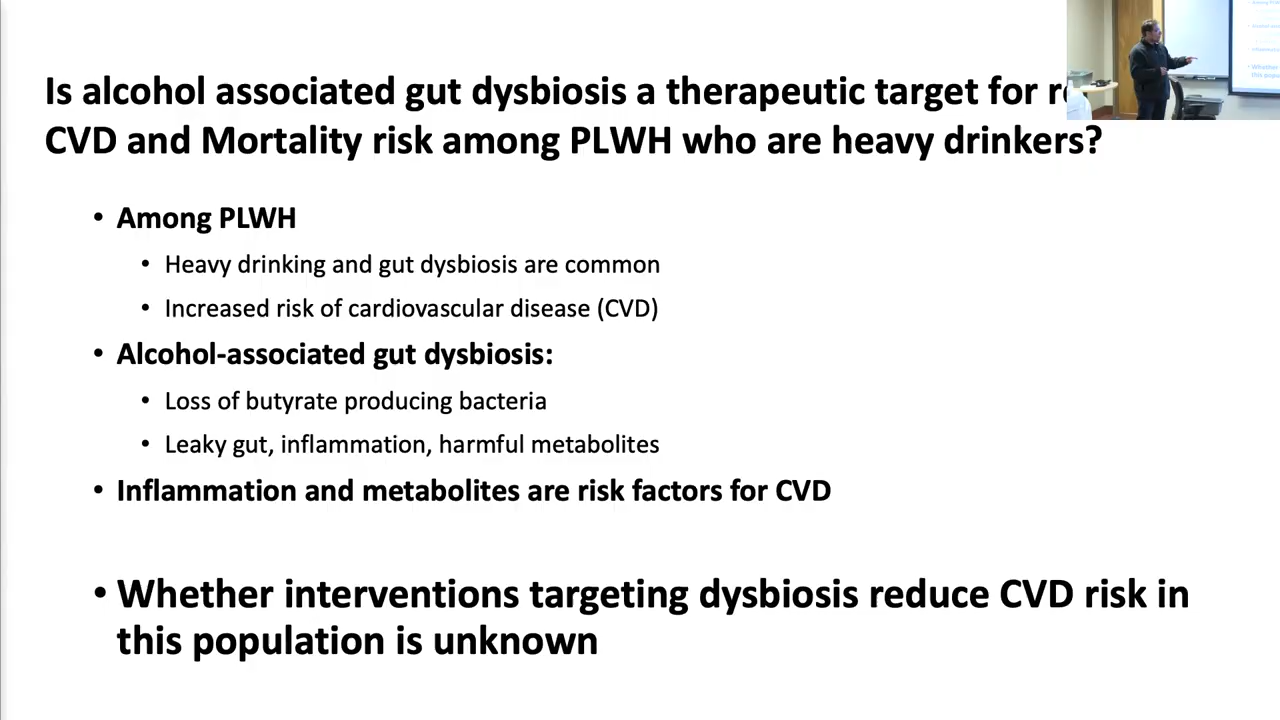 Is alcohol associated gut dysbiosis a therapeutic target for
CVD and Mortality risk among PLWH who are heavy drinkers?
• Among PLWH
• Heavy drinking and gut dysbiosis are common
• Increased risk of cardiovascular disease (CVD)
• Alcohol-associated gut dysbiosis:
• Loss of butyrate producing bacteria
• Leaky gut, inflammation, harmful metabolites
• Inflammation and metabolites are risk factors for CVD
• Whether interventions targeting dysbiosis reduce CVD risk in
this population is unknown